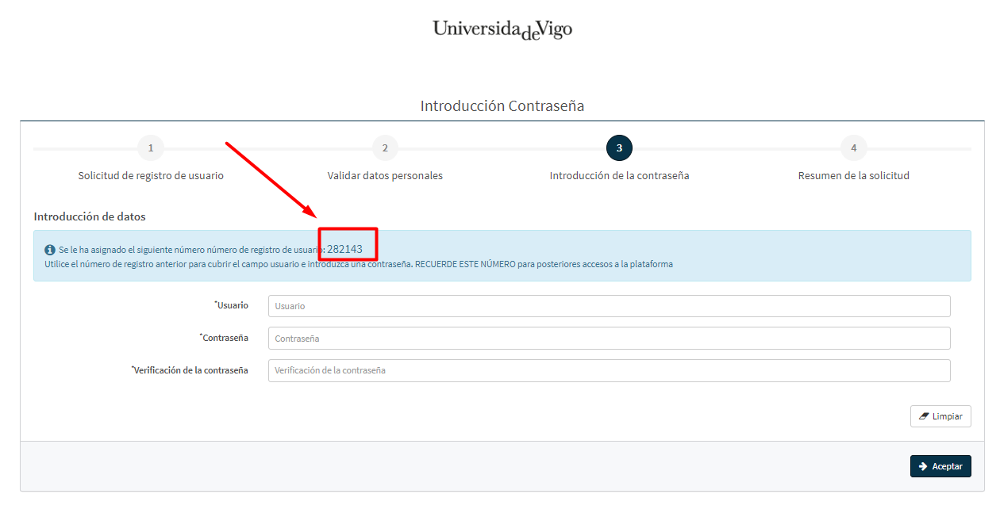 UniversidadeVigo
Introducción Contraseña
1
2
3
4
Solicitud de registro de usuario
Validar datos personales
Introducción de la contraseña
Resumen de la solicitud
Introducción de datos
Se le ha asignado el siguiente número número de registro de usuario: 282143
Utilice el número de registro anterior para cubrir el campo usuario e introduzca una contraseña. RECUERDE ESTE NÚMERO para posteriores accesos a la plataforma
*Usuario
Usuario
*Contraseña
Contraseña
*Verificación de la contraseña
Verificación de la contraseña
Limpiar
Aceptar